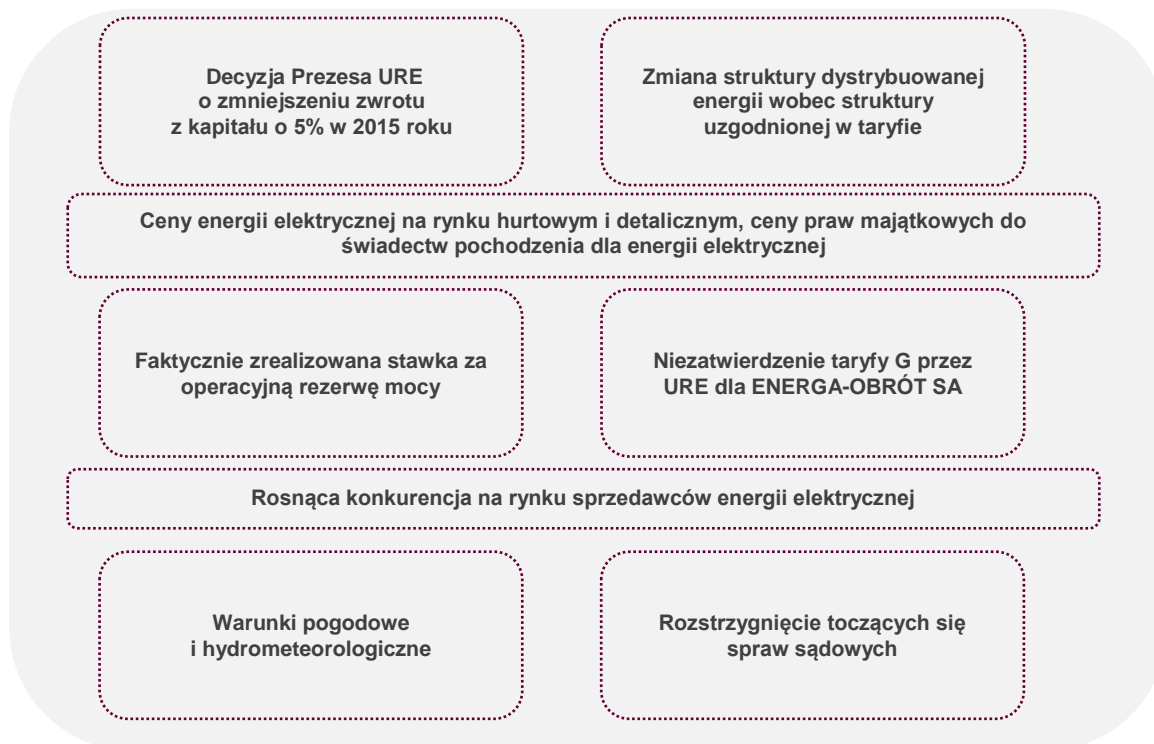 Decyzja Prezesa URE
o zmniejszeniu zwrotu
z kapitału o 5% w 2015 roku
Zmiana struktury dystrybuowanej
energii wobec struktury
uzgodnionej w taryfie
Ceny energii elektrycznej na rynku hurtowym i detalicznym, ceny praw majątkowych do
świadectw pochodzenia dla energii elektrycznej
Faktycznie zrealizowana stawka za
operacyjną rezerwę mocy
Niezatwierdzenie taryfy G przez
URE dla ENERGA-OBRÓT SA
Rosnąca konkurencja na rynku sprzedawców energii elektrycznej
Warunki pogodowe
i hydrometeorologiczne
Rozstrzygnięcie toczących się
spraw sądowych